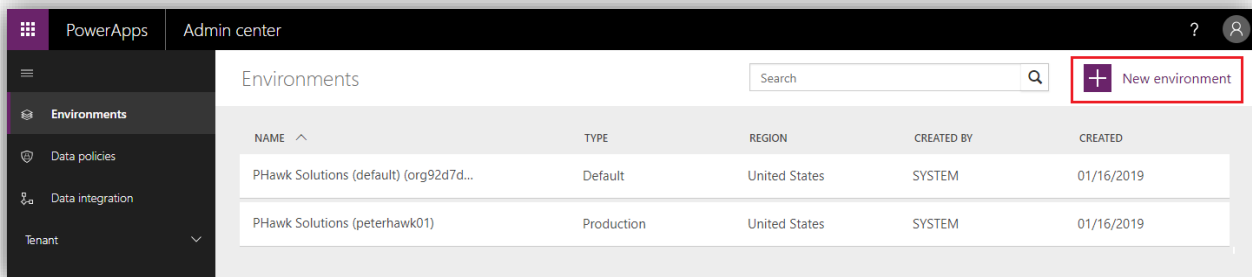 PowerApps Admin center ?
Environments
Search
New environment
Environments
Data policies
Data integration
Tenant
NAME TYPE REGION CREATED BY CREATED
PHawk Solutions (default) (org92d7d... Default United States SYSTEM 01/16/2019
PHawk Solutions (peterhawk01) Production United States SYSTEM 01/16/2019